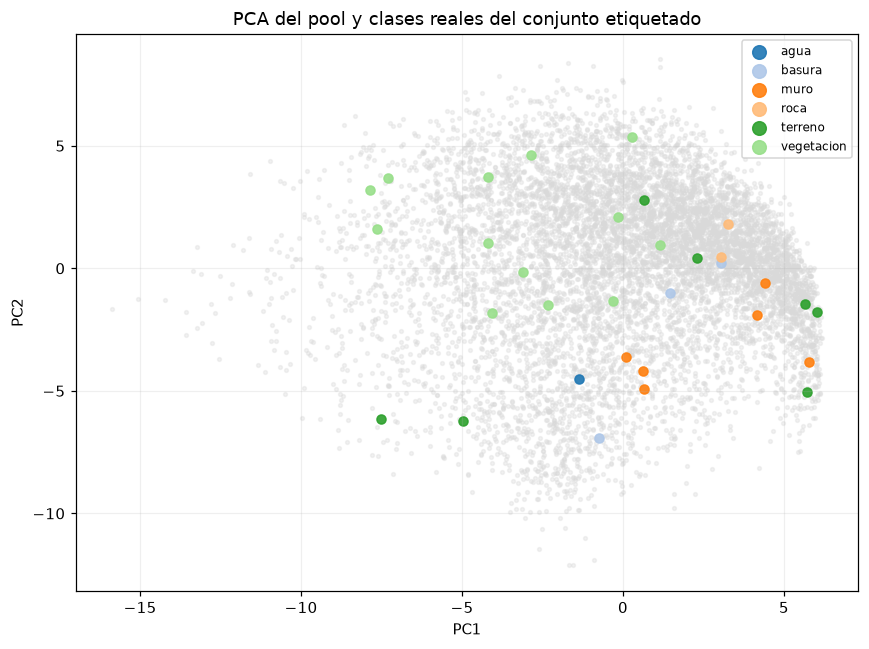 PCA del pool y clases reales del conjunto etiquetado
agua
basura
muro
roca
terreno
vegetacion
5
0
−5
−10
PC2
−15
−10
−5
0
5
PC1